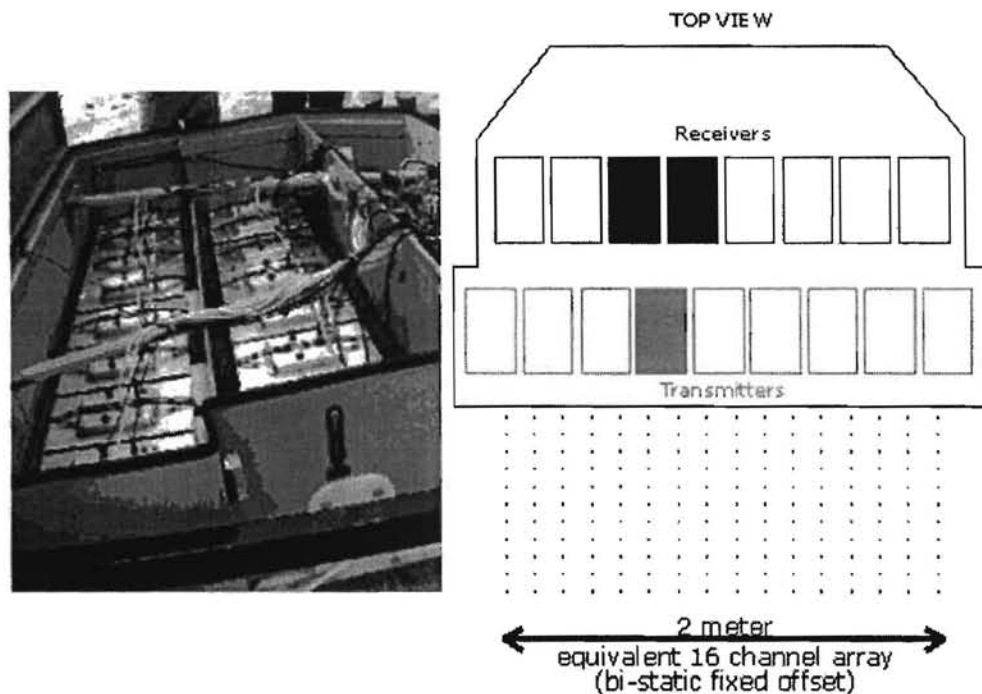 TOP VIEW
Receivers
Transmitters
2 meter
equivalent 16 channel array
(bi-static fixed offset)